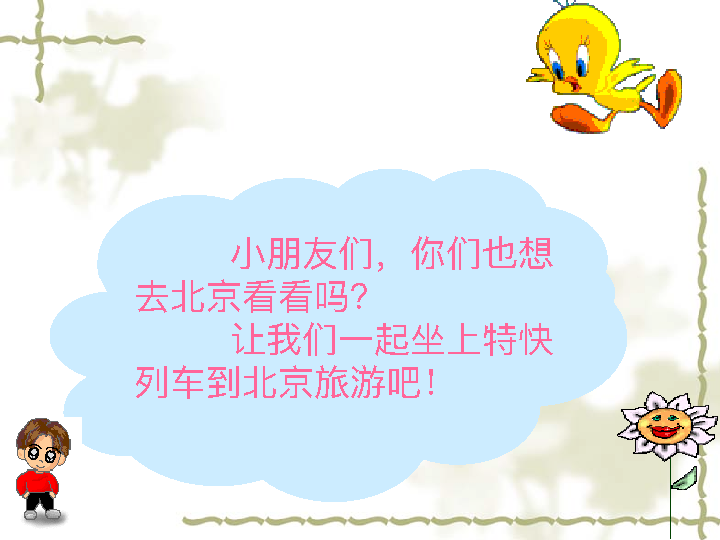 小朋友们，你们也想
去北京看看吗？
让我们一起坐上特快
列车到北京旅游吧！